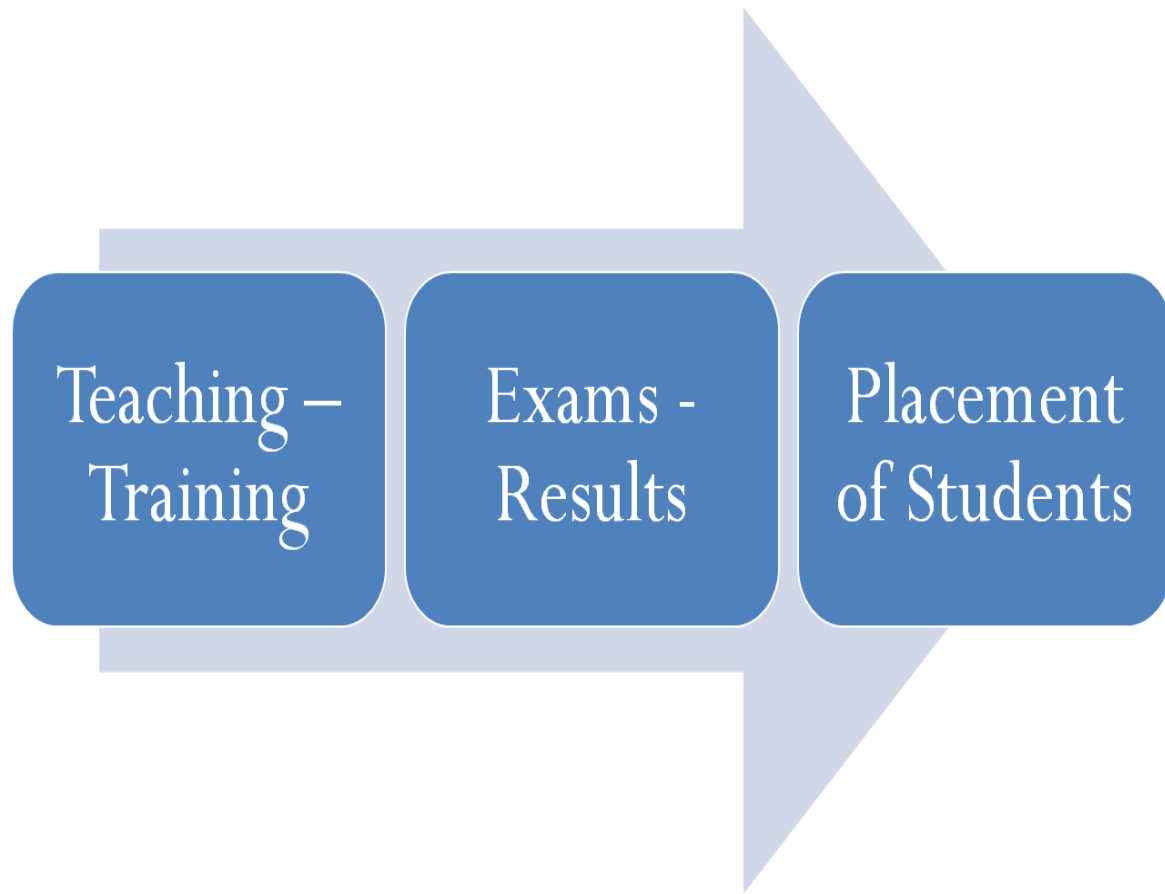 Teaching –
Training
Exams -
Results
Placement
of Students